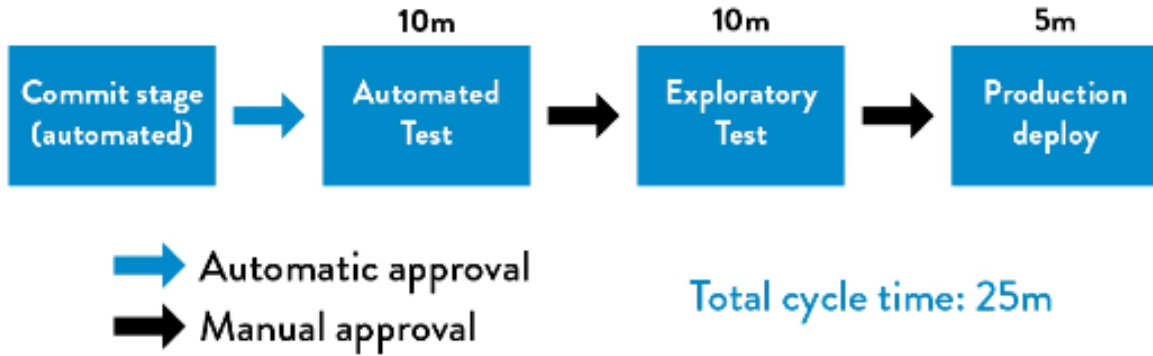 10m
10m
5m
Commit stage
(automated)
Automated
Test
Exploratory
Test
Production
deploy
Automatic approval
Manual approval
Total cycle time: 25m